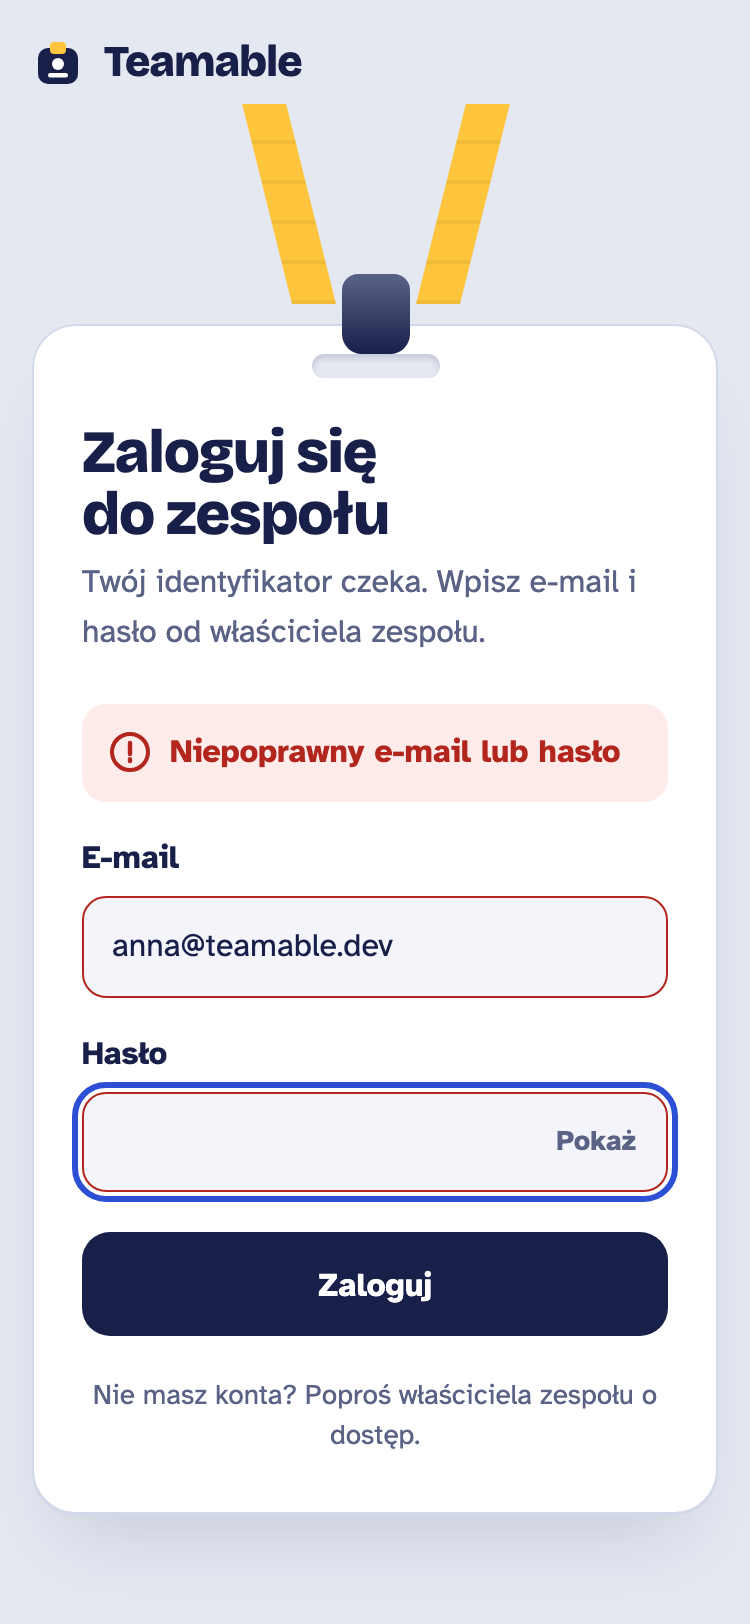 Teamable
Zaloguj się
do zespołu
Twój identyfikator czeka. Wpisz e-mail i
hasło od właściciela zespołu.
Niepoprawny e-mail lub hasło
E-mail
anna@teamable.dev
Hasło
Pokaż
Zaloguj
Nie masz konta? Poproś właściciela zespołu o
dostęp.